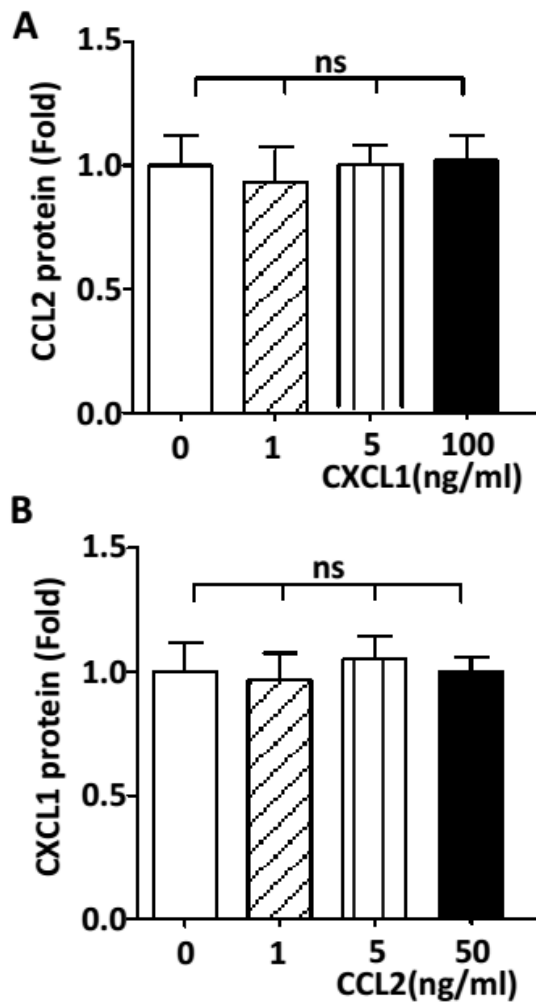 A
1.5
ns
1.0
0.5
0.0
CCL2 protein (Fold)
0 1 5 100
CXCL1(ng/ml)
B
1.5
ns
1.0
0.5
0.0
CXCL1 protein (Fold)
0 1 5 50
CCL2(ng/ml)